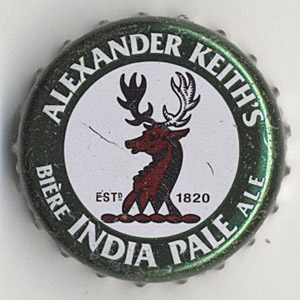 ALEXANDER KEITH'S
ESTD 1820
BIÈRE INDIA PALE ALE